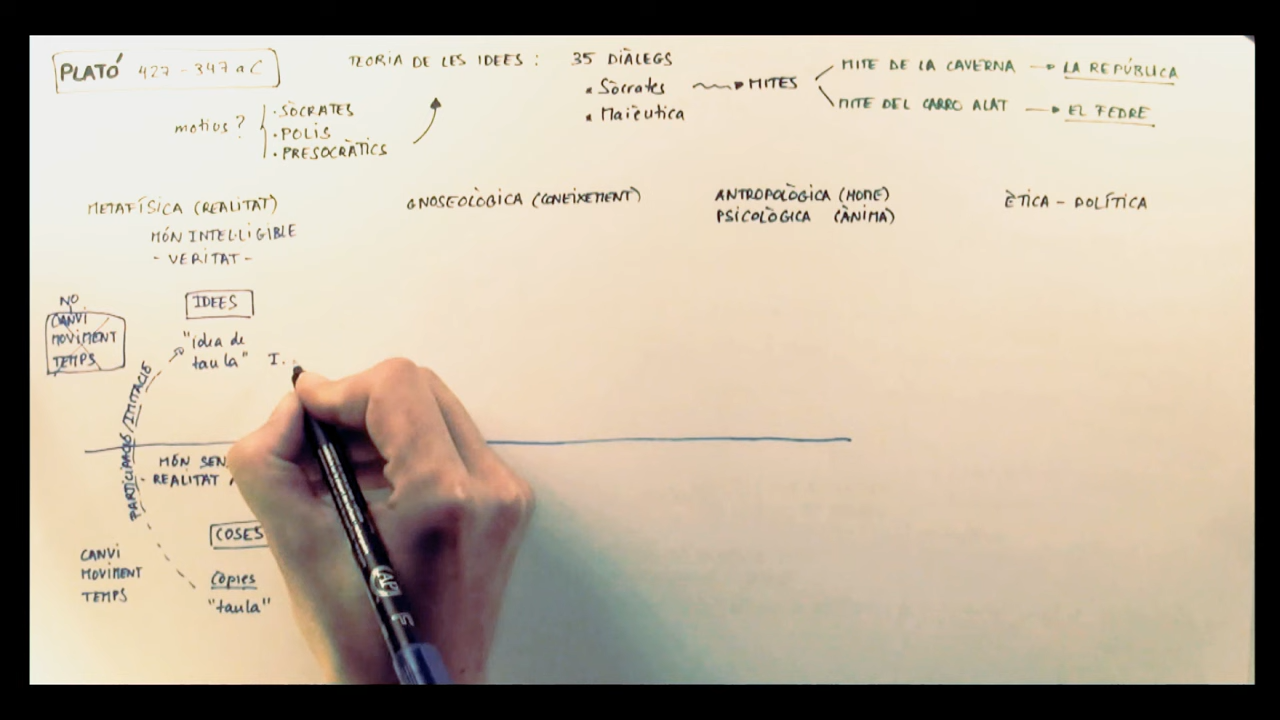 PLATÓ 427 - 347 a C
TEORIA DE LES IDEES :
35 DIÀLEGS
• Sòcrates
• Maièutica
MITES
MITE DE LA CAVERNA
LA REPÚBLICA
MITE DEL CARRO ALAT
EL FEDRE
motius?
· SÒCRATES
· POLIS
· PRESOCRÀTICS
METAFÍSICA (REALITAT)
GNOSEOLÒGICA (CONEIXEMENT)
ANTROPOLÒGICA (HOME)
PSICOLÒGICA (ÀNIMA)
ÈTICA - POLÍTICA
MÓN INTEL·LIGIBLE
- VERITAT -
NO
CANVI
MOVIMENT
TEMPS
IDEES
"idea de
taula"
I.
PARTICIPACIÓ/IMITACIÓ
MÓN SEN
- REALITAT
COSES
CANVI
MOVIMENT
TEMPS
Còpies
"taula"